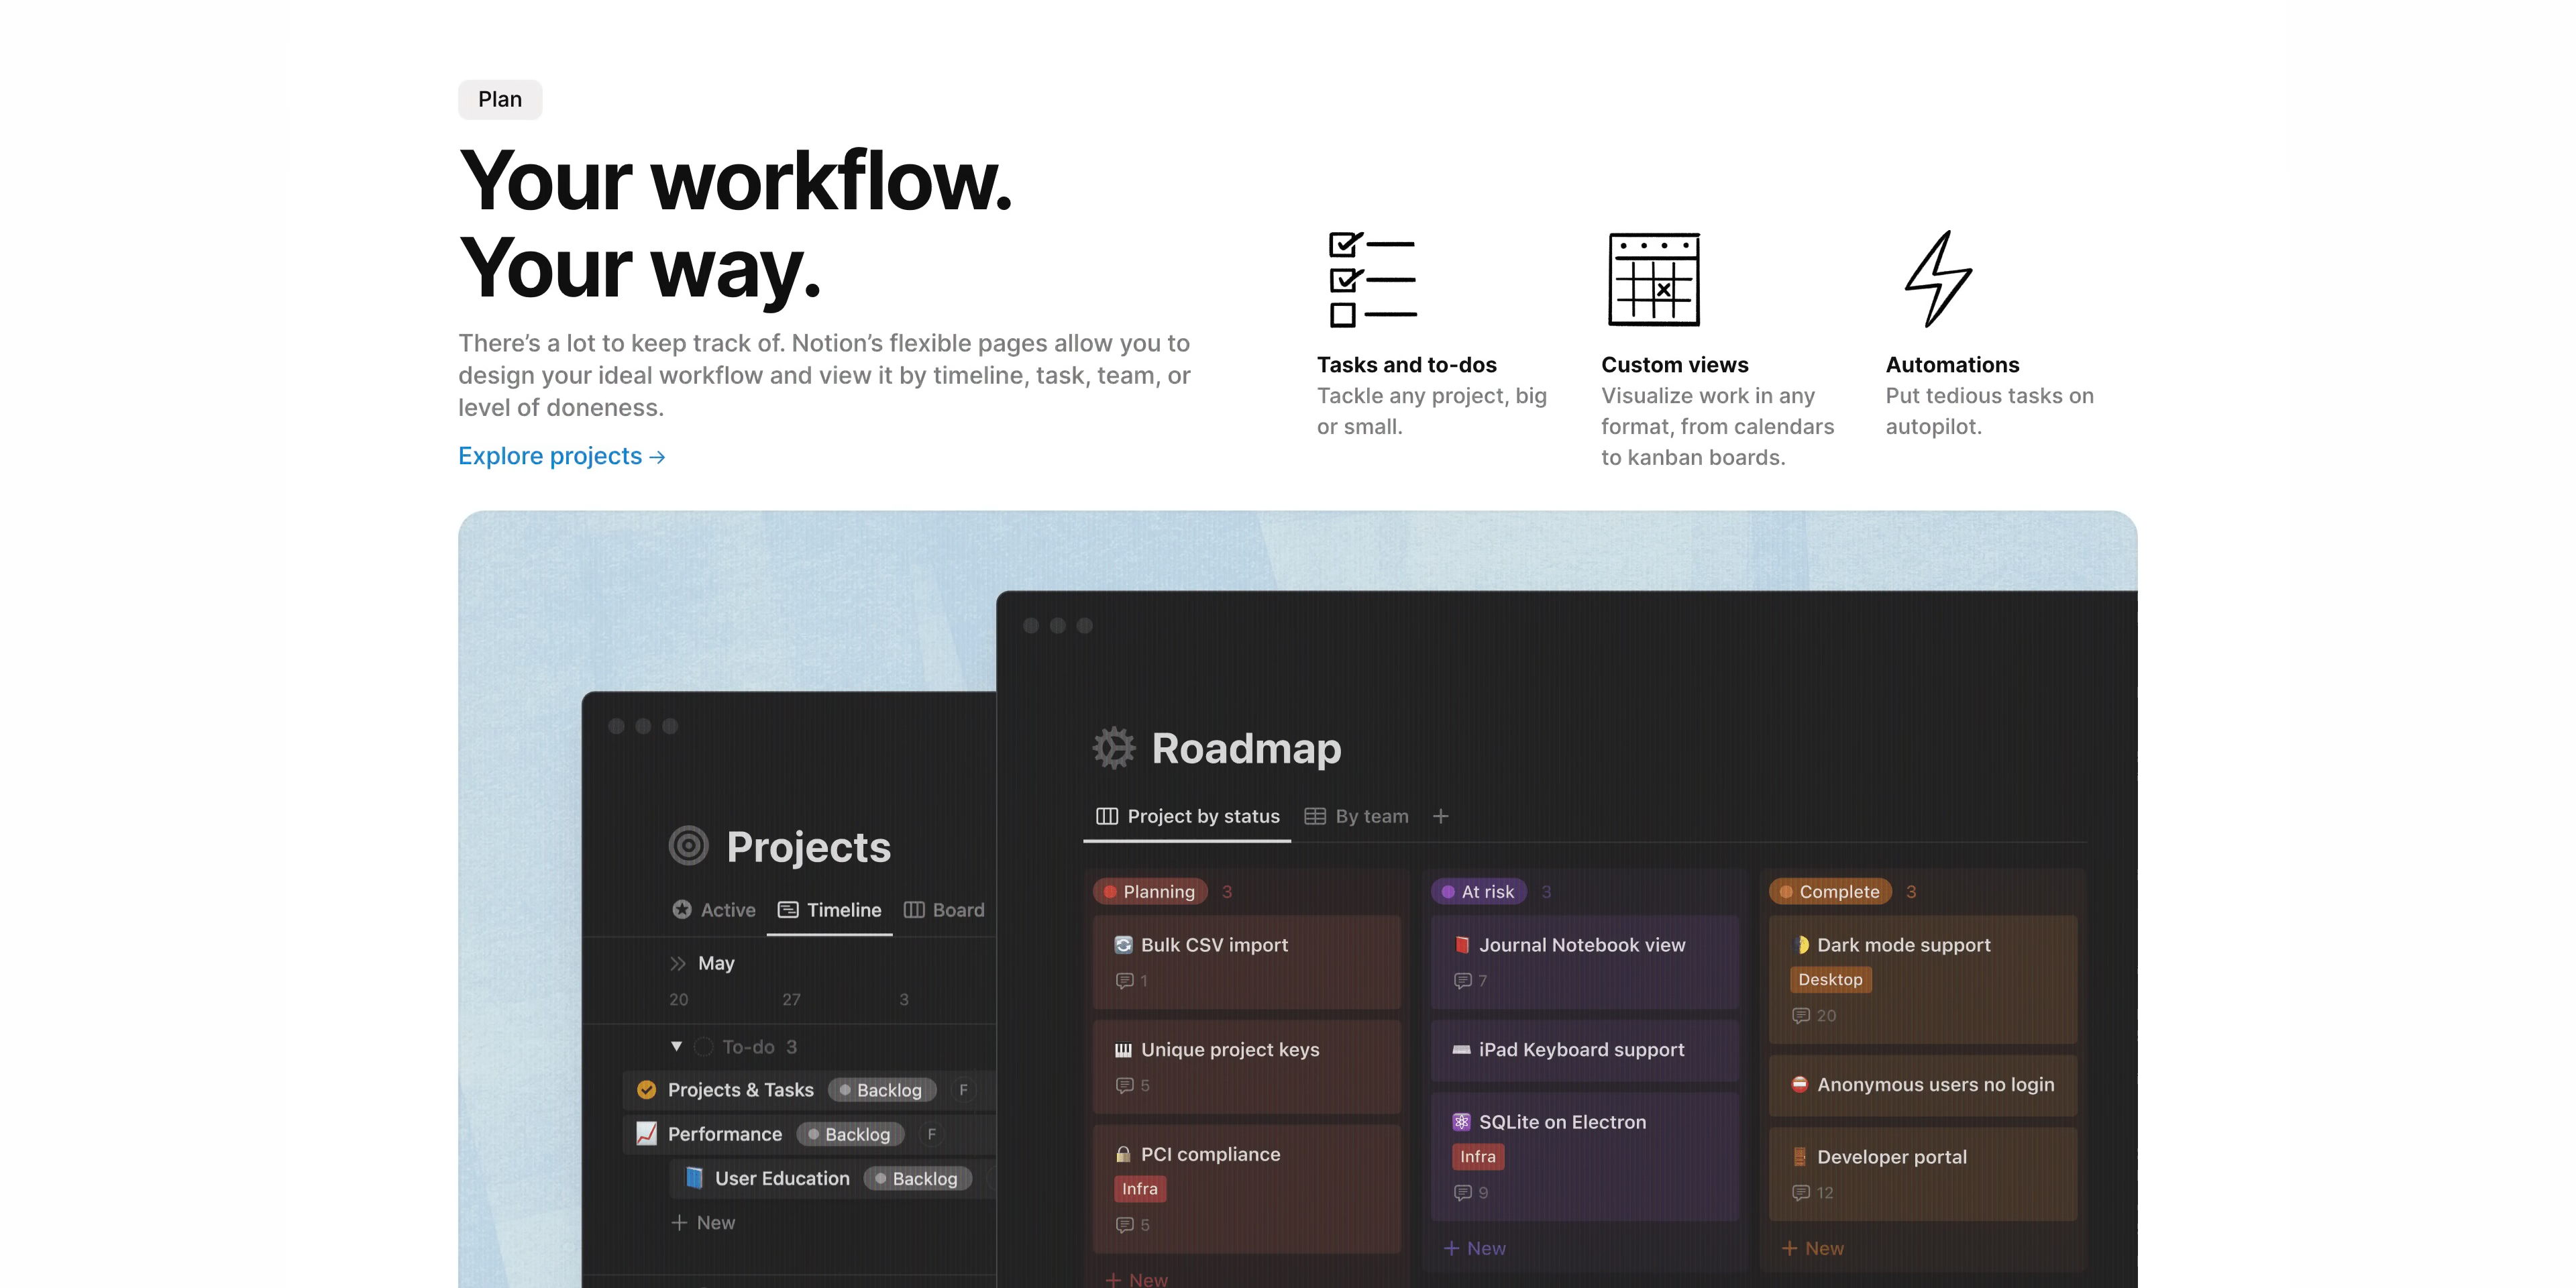 Plan
Your workflow.
Your way.
There’s a lot to keep track of. Notion’s flexible pages allow you to
design your ideal workflow and view it by timeline, task, team, or
level of doneness.
Explore projects →
Tasks and to-dos
Tackle any project, big
or small.
Custom views
Visualize work in any
format, from calendars
to kanban boards.
Automations
Put tedious tasks on
autopilot.
Projects
Active Timeline Board
May
20 27 3
To-do 3
Projects & Tasks Backlog F
Performance Backlog F
User Education Backlog
+ New
Roadmap
Project by status By team +
Planning 3
Bulk CSV import
1
Unique project keys
5
PCI compliance
Infra
5
+ New
At risk 3
Journal Notebook view
7
iPad Keyboard support
SQLite on Electron
Infra
9
+ New
Complete 3
Dark mode support
Desktop
20
Anonymous users no login
Developer portal
12
+ New